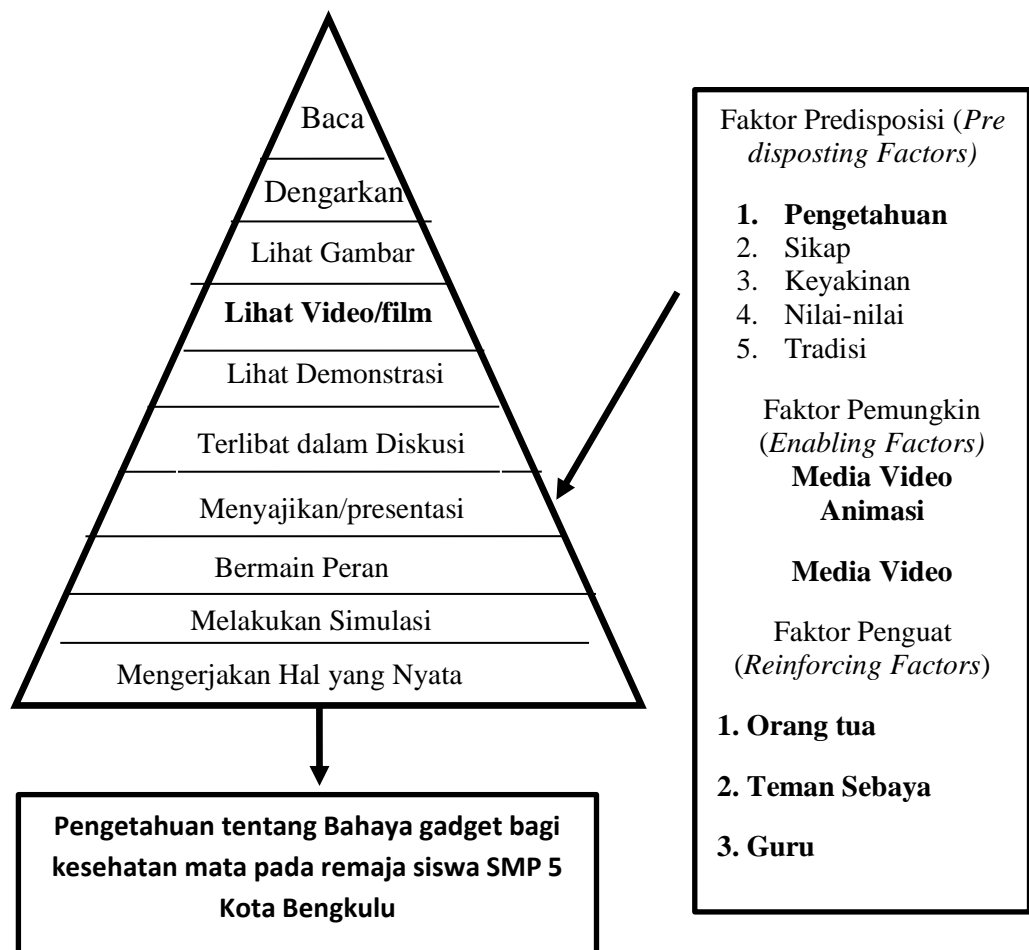 Baca
Dengarkan
Lihat Gambar
Lihat Video/film
Lihat Demonstrasi
Terlibat dalam Diskusi
Menyajikan/presentasi
Bermain Peran
Melakukan Simulasi
Mengerjakan Hal yang Nyata
Pengetahuan tentang Bahaya gadget bagi
kesehatan mata pada remaja siswa SMP 5
Kota Bengkulu
Faktor Predisposisi (Pre
disposting Factors)
1. Pengetahuan
2. Sikap
3. Keyakinan
4. Nilai-nilai
5. Tradisi
Faktor Pemungkin
(Enabling Factors)
Media Video
Animasi
Media Video
Faktor Penguat
(Reinforcing Factors)
1. Orang tua
2. Teman Sebaya
3. Guru